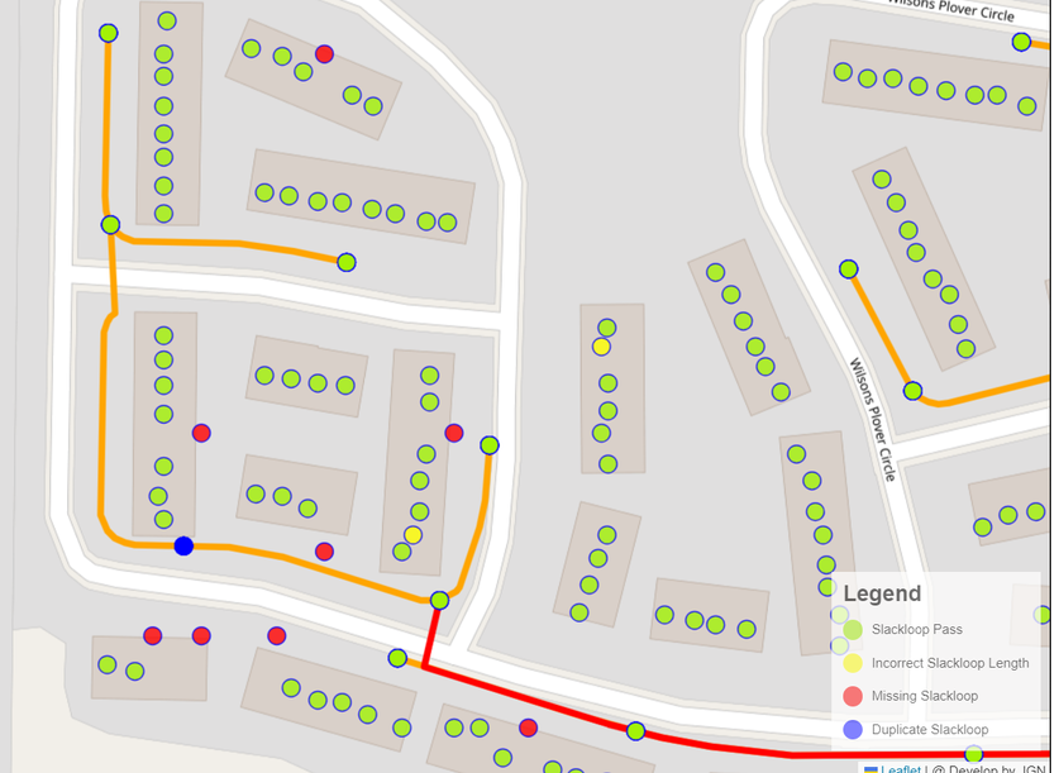 Wilsons Plover Circle
Wilsons Plover Circle
Legend
Slackloop Pass
Incorrect Slackloop Length
Missing Slackloop
Duplicate Slackloop
Leaflet | @ Develop by IGN